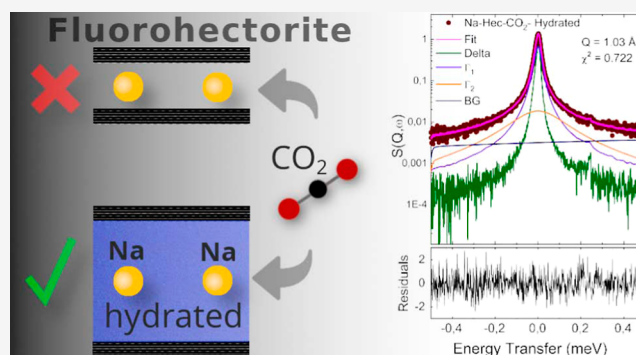 Fluorohectorite
CO₂
Na Na
hydrated
Na-Hec-CO₂- Hydrated
Fit
Delta
Γ₁
Γ₂
BG
Q = 1.03 Å
χ² = 0.722
S(Q,ω)
1
0,1
0,01
0,001
1E-4
Residuals
2
0
-2
-0,4 -0,2 0,0 0,2 0,4
Energy Transfer (meV)